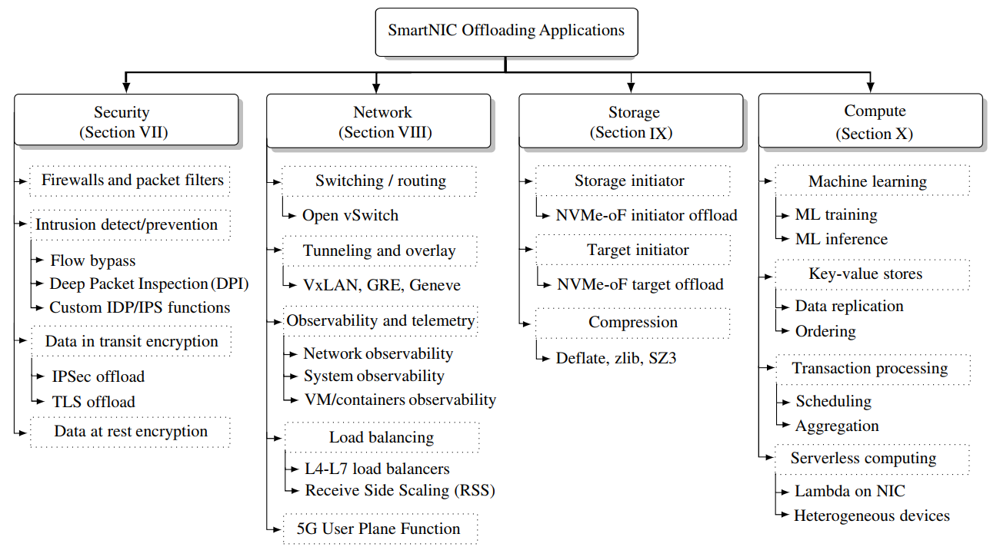 SmartNIC Offloading Applications
Security
(Section VII)
Firewalls and packet filters
Intrusion detect/prevention
Flow bypass
Deep Packet Inspection (DPI)
Custom IDP/IPS functions
Data in transit encryption
IPSec offload
TLS offload
Data at rest encryption
Network
(Section VIII)
Switching / routing
Open vSwitch
Tunneling and overlay
VxLAN, GRE, Geneve
Observability and telemetry
Network observability
System observability
VM/containers observability
Load balancing
L4-L7 load balancers
Receive Side Scaling (RSS)
5G User Plane Function
Storage
(Section IX)
Storage initiator
NVMe-oF initiator offload
Target initiator
NVMe-oF target offload
Compression
Deflate, zlib, SZ3
Compute
(Section X)
Machine learning
ML training
ML inference
Key-value stores
Data replication
Ordering
Transaction processing
Scheduling
Aggregation
Serverless computing
Lambda on NIC
Heterogeneous devices